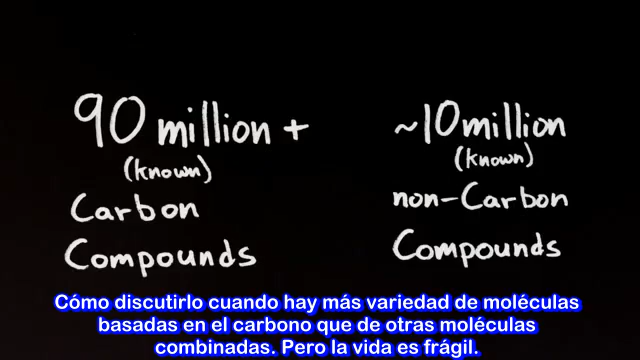 90 million +
(known)
Carbon
Compounds
~10 million
(known)
non-Carbon
Compounds
Cómo discutirlo cuando hay más variedad de moléculas
basadas en el carbono que de otras moléculas
combinadas. Pero la vida es frágil.